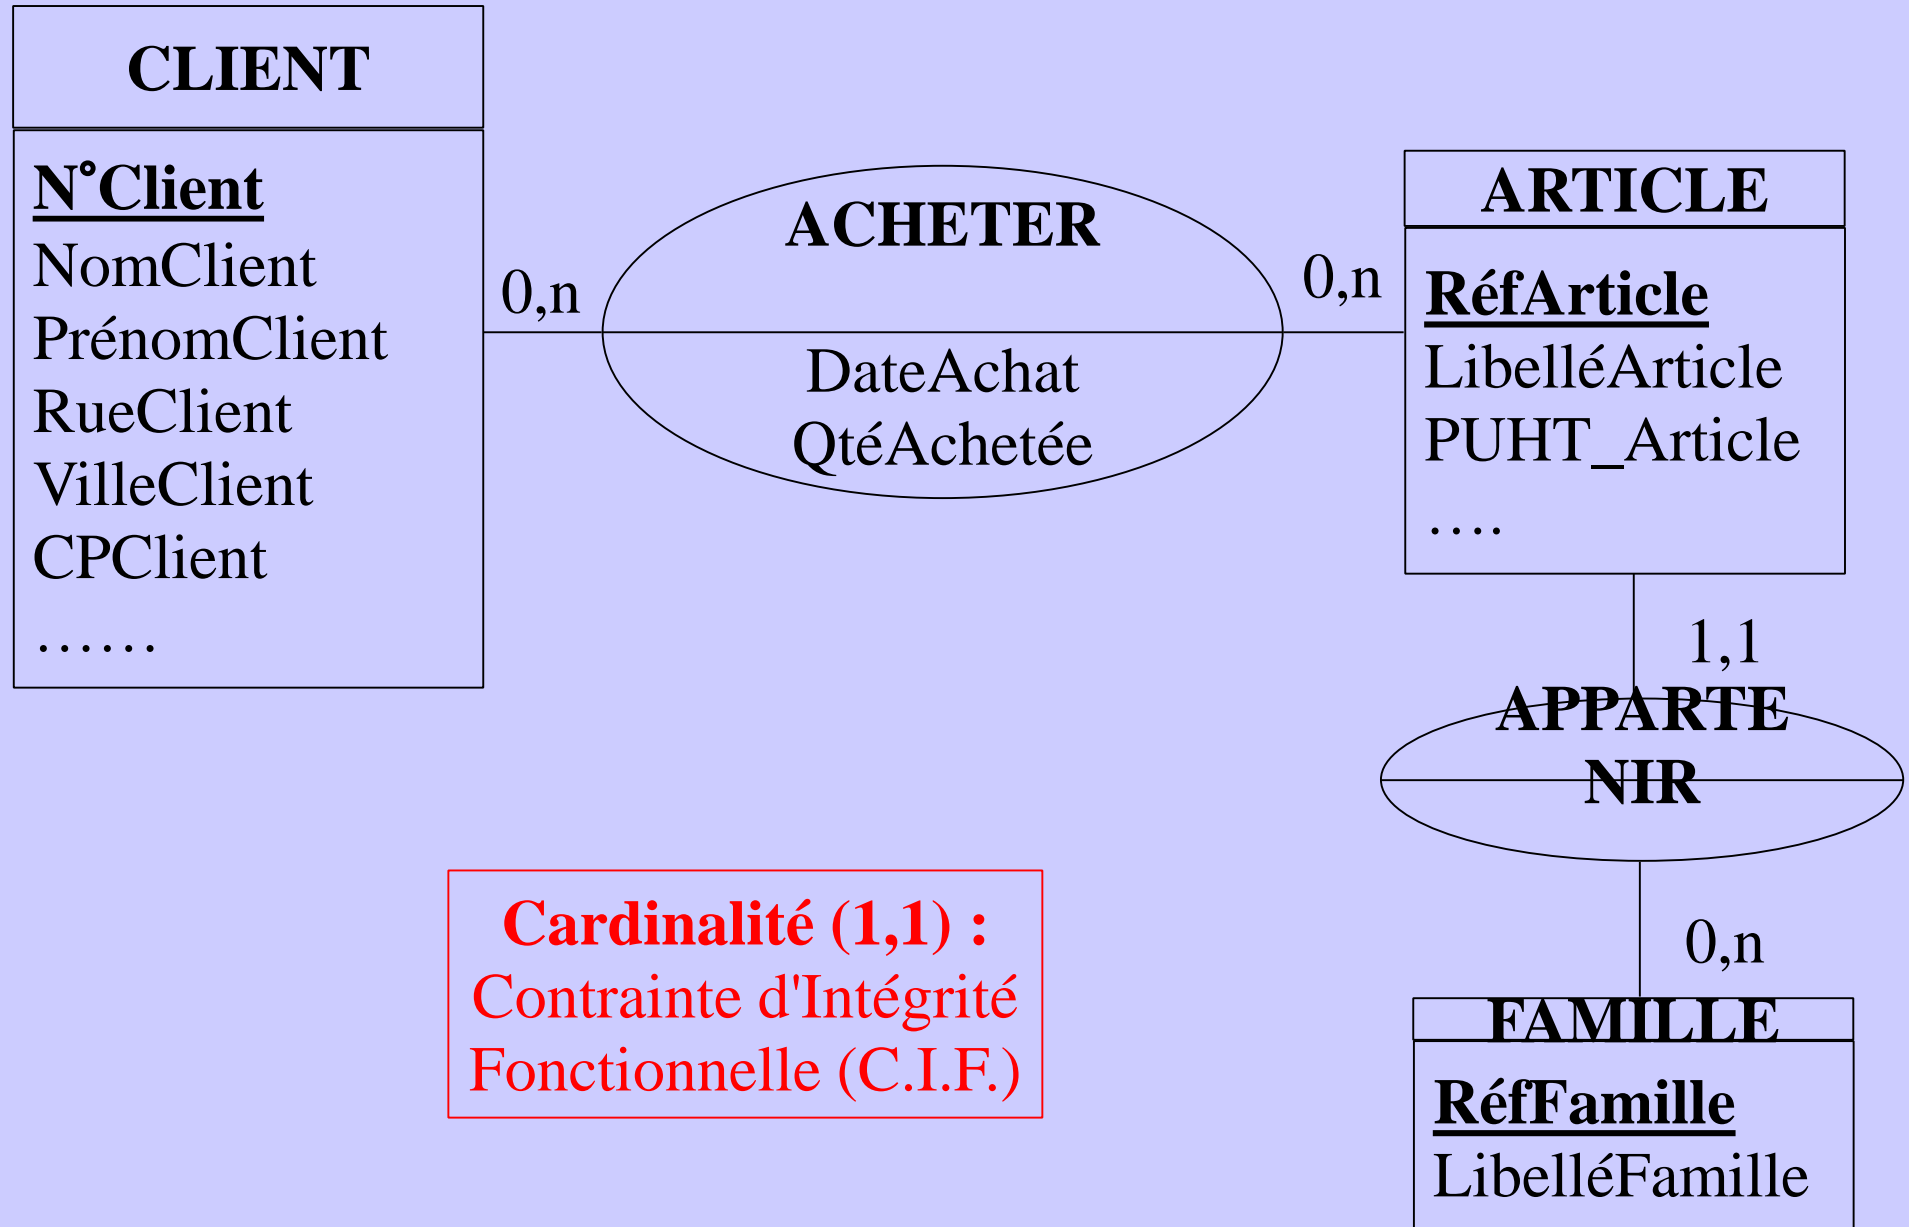 CLIENT
N°Client
NomClient
PrénomClient
RueClient
VilleClient
CPClient
……
0,n
ACHETER
DateAchat
QtéAchetée
0,n
ARTICLE
RéfArticle
LibelléArticle
PUHT_Article
….
1,1
APPARTE
NIR
0,n
FAMILLE
RéfFamille
LibelléFamille
Cardinalité (1,1) :
Contrainte d'Intégrité
Fonctionnelle (C.I.F.)